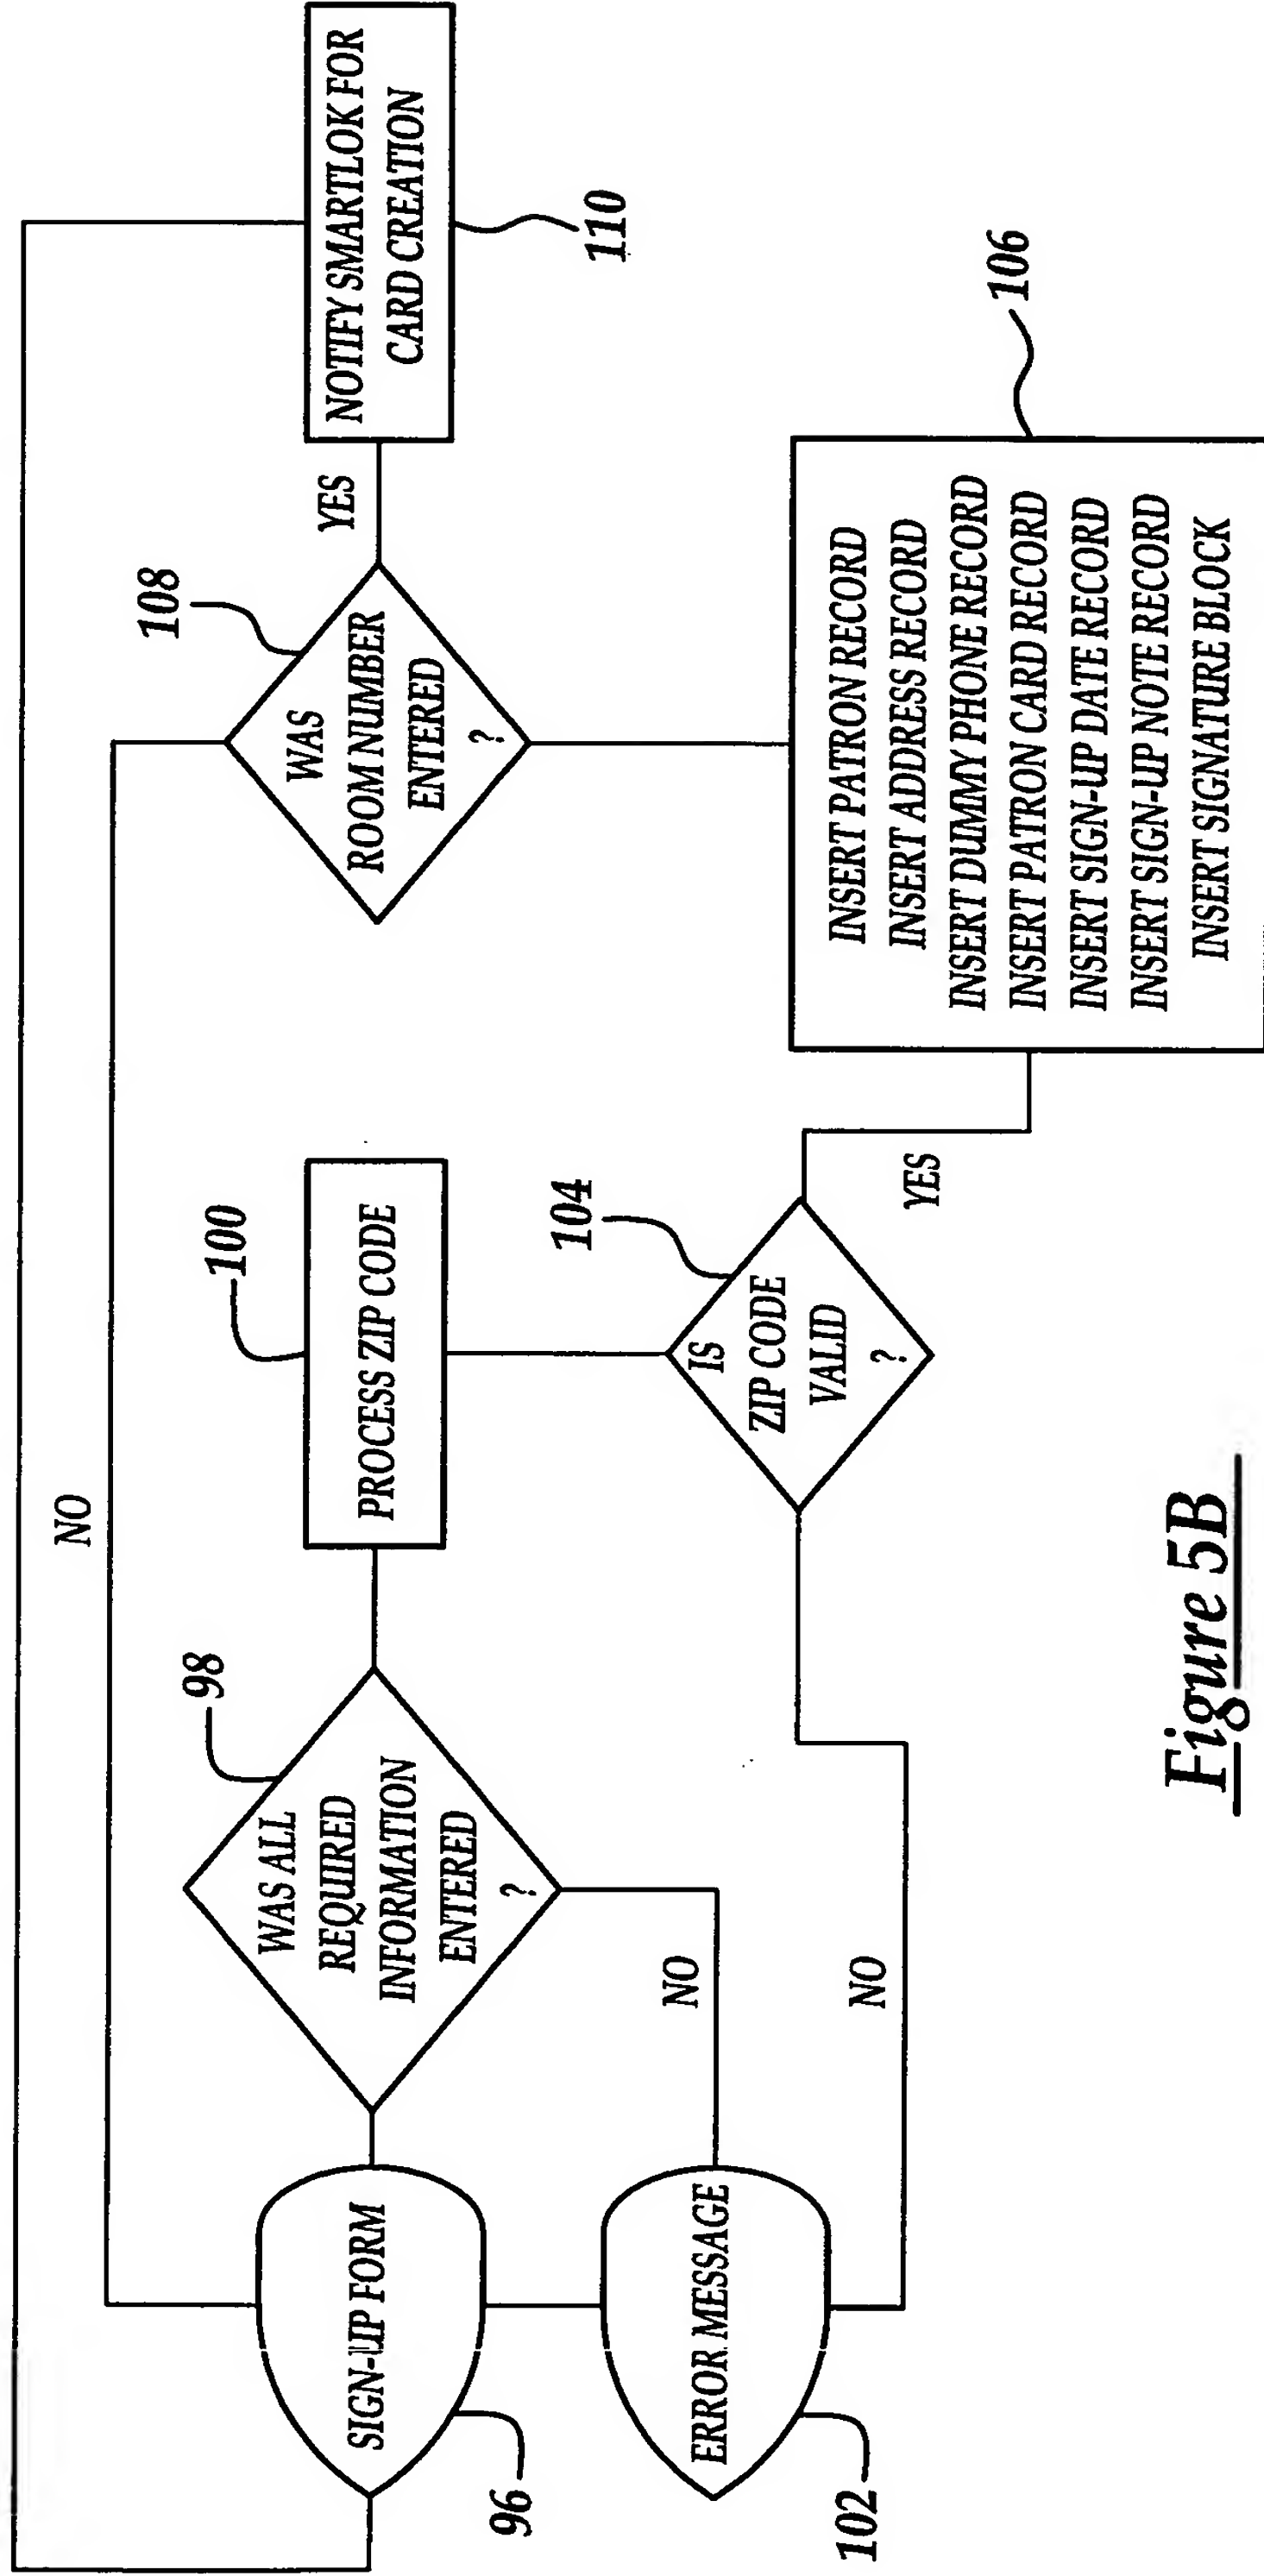 NO
SIGN-UP FORM
96
WAS ALL
REQUIRED
INFORMATION
ENTERED
?
98
NO
PROCESS ZIP CODE
100
ERROR MESSAGE
102
NO
IS
ZIP CODE
VALID
?
104
YES
INSERT PATRON RECORD
INSERT ADDRESS RECORD
INSERT DUMMY PHONE RECORD
INSERT PATRON CARD RECORD
INSERT SIGN-UP DATE RECORD
INSERT SIGN-UP NOTE RECORD
INSERT SIGNATURE BLOCK
106
WAS
ROOM NUMBER
ENTERED
?
108
YES
NOTIFY SMARTLOK FOR
CARD CREATION
110
Figure 5B